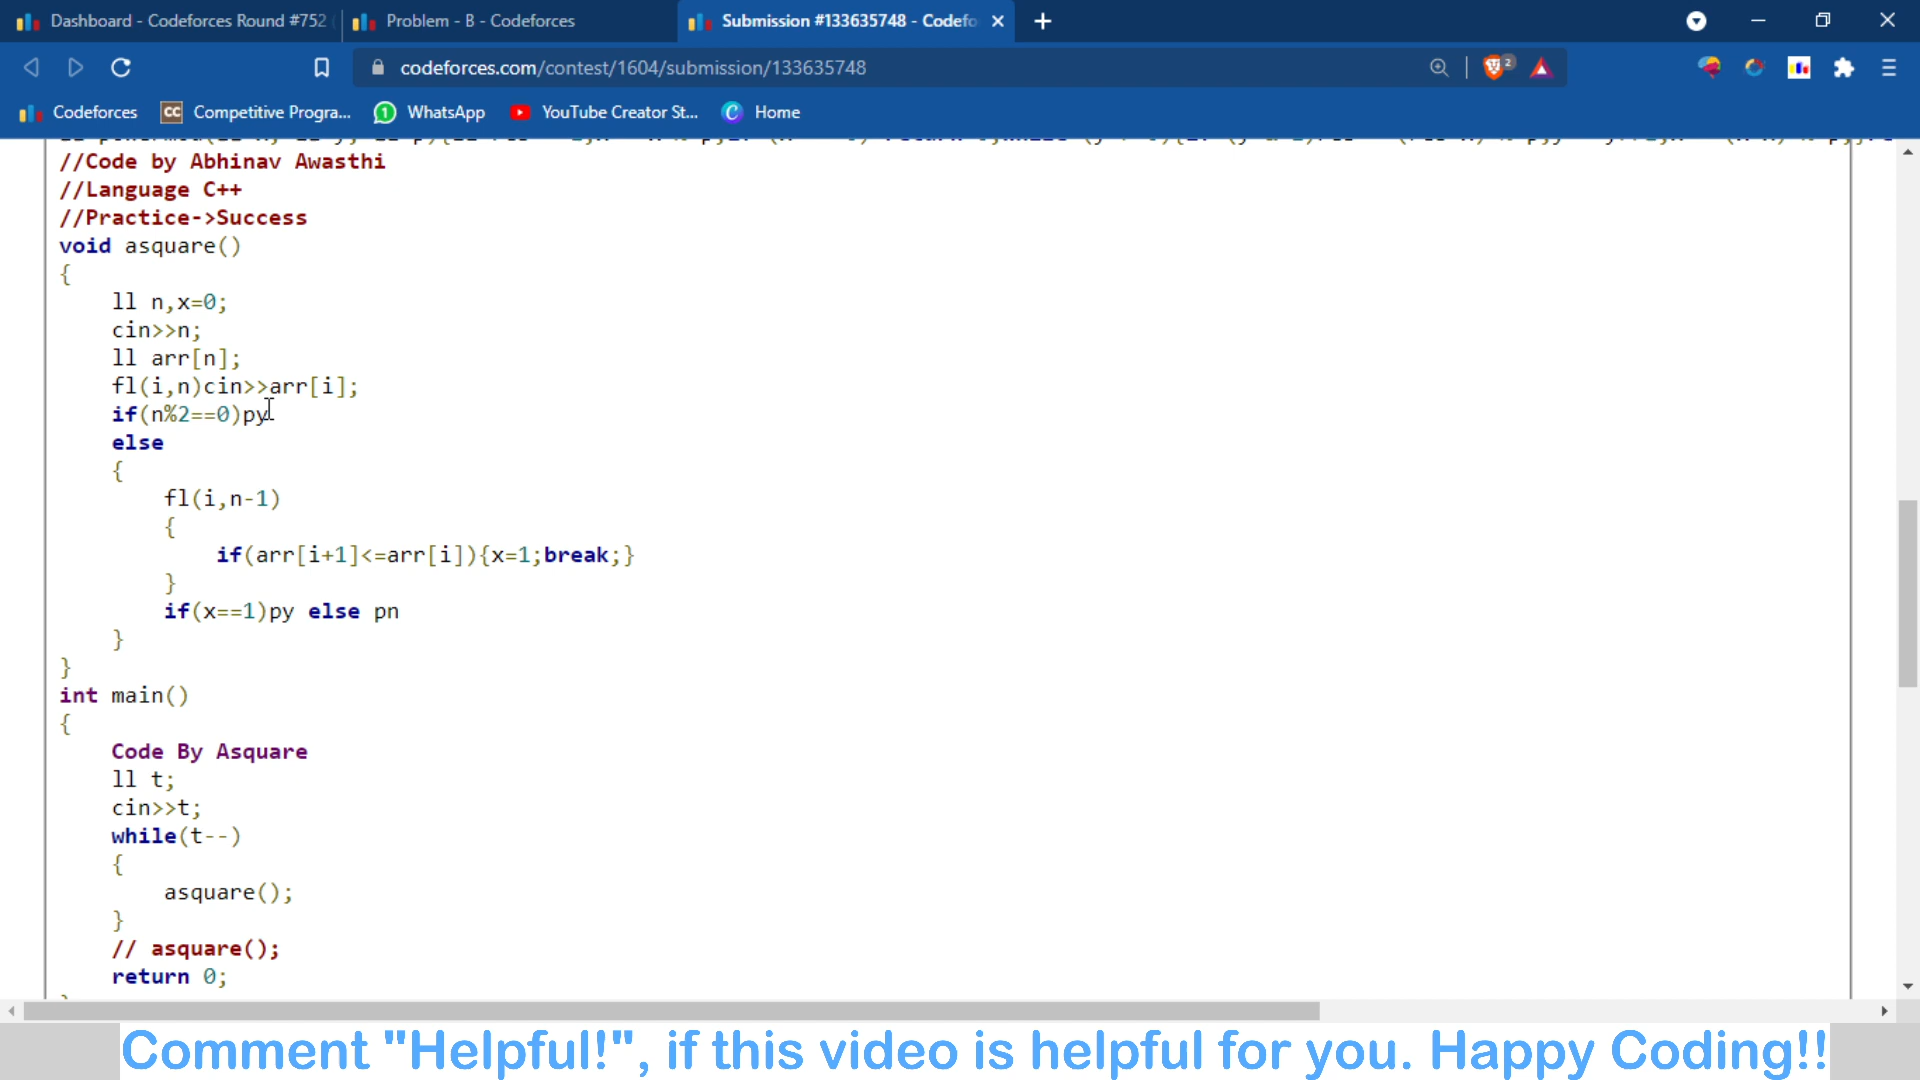 Dashboard - Codeforces Round #752
Problem - B - Codeforces
Submission #133635748 - Codefo
codeforces.com/contest/1604/submission/133635748
2
Codeforces
CC Competitive Progra...
1 WhatsApp
YouTube Creator St...
Home
//Code by Abhinav Awasthi
//Language C++
//Practice->Success
void asquare()
{
ll n,x=0;
cin>>n;
ll arr[n];
fl(i,n)cin>>arr[i];
if(n%2==0)py
else
{
fl(i,n-1)
{
if(arr[i+1]<=arr[i]){x=1;break;}
}
if(x==1)py else pn
}
}
int main()
{
Code By Asquare
ll t;
cin>>t;
while(t--)
{
asquare();
}
// asquare();
return 0;
Comment "Helpful!", if this video is helpful for you. Happy Coding!!